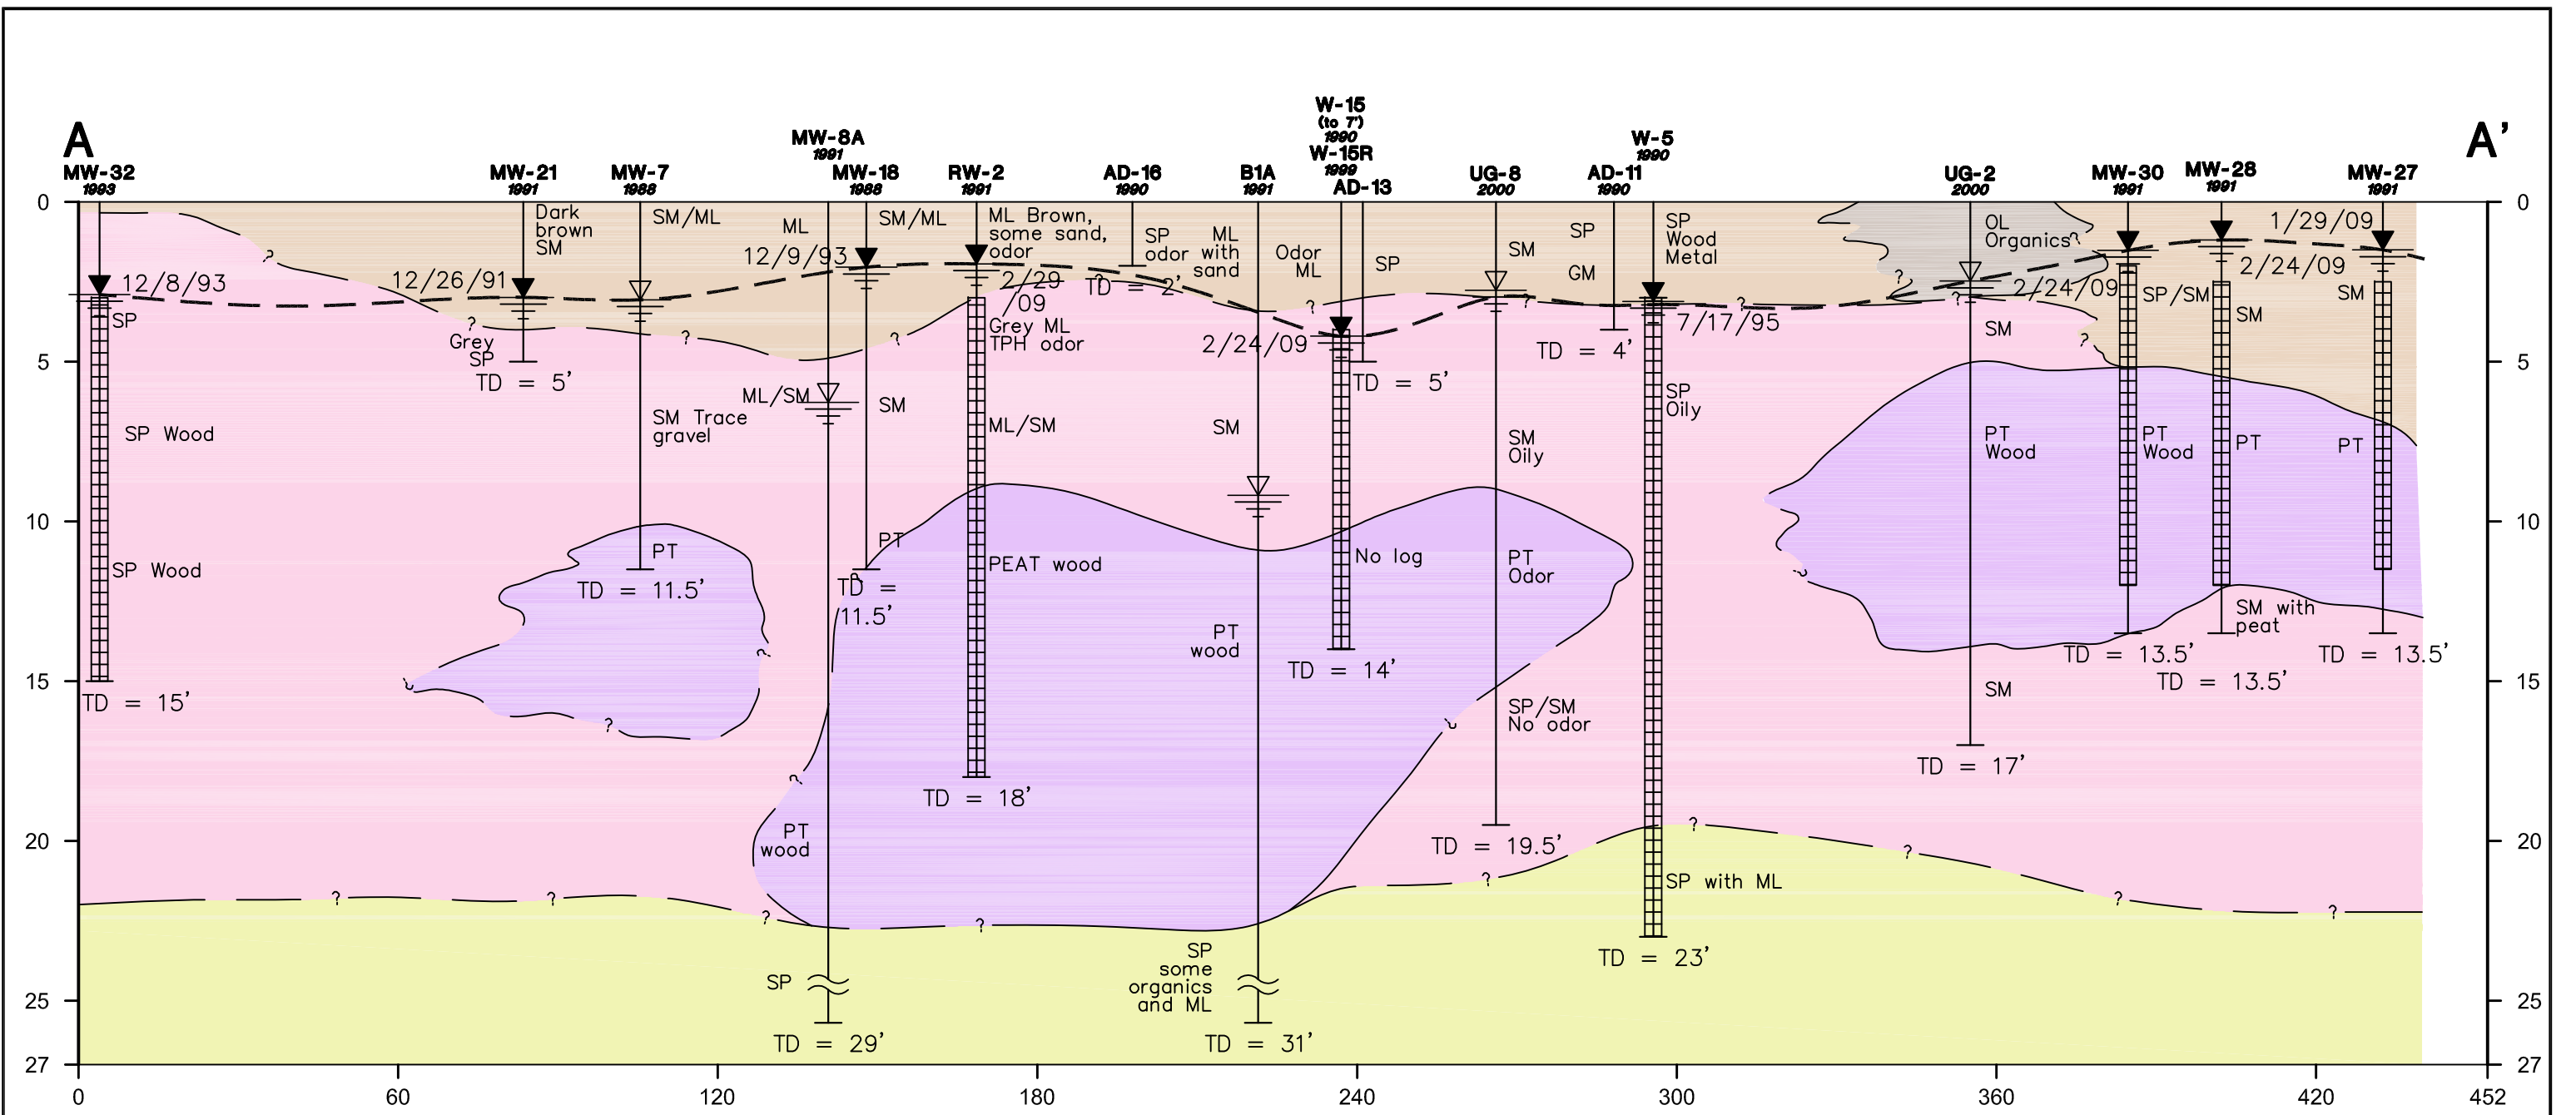 A
A’
W-15
(to 7’)
1990
W-15R
1999
AD-13
MW-32
1993
MW-21
1991
MW-7
1988
MW-8A
1991
MW-18
1988
RW-2
1991
AD-16
1990
B1A
1991
UG-8
2000
AD-11
1990
W-5
1990
UG-2
2000
MW-30
1991
MW-28
1991
MW-27
1991
0
5
10
15
20
25
27
12/8/93
SP
SP Wood
SP Wood
TD = 15’
Dark
brown
SM
12/26/91
?
?
Grey
SP
TD = 5’
SM/ML
?
SM Trace
gravel
PT
TD = 11.5’
?
?
?
ML
12/9/93
ML/SM
?
PT
wood
SP
TD = 29’
SM/ML
?
SM
PT
?
TD =
11.5’
ML Brown,
some sand,
odor
2/29
/09
Grey ML
TPH odor
ML/SM
PEAT wood
TD = 18’
SP
odor
?
TD = 2’
ML
with
sand
SM
PT
wood
SP
some
organics
and ML
TD = 31’
Odor
ML
?
2/24/09
No log
TD = 14’
SP
TD = 5’
SM
?
SM
Oily
PT
Odor
?
SP/SM
No odor
TD = 19.5’
SP
GM
TD = 4’
SP
Wood
Metal
?
7/17/95
SP
Oily
SP with ML
TD = 23’
OL
Organics
?
?
?
2/24/09
SM
?
PT
Wood
?
SM
TD = 17’
SP/SM
PT
Wood
TD = 13.5’
2/24/09
SM
PT
SM with
peat
TD = 13.5’
1/29/09
SM
PT
TD = 13.5’
?
?
?
?
?
?
?
?
?
0
5
10
15
20
25
27
0
60
120
180
240
300
360
420
452